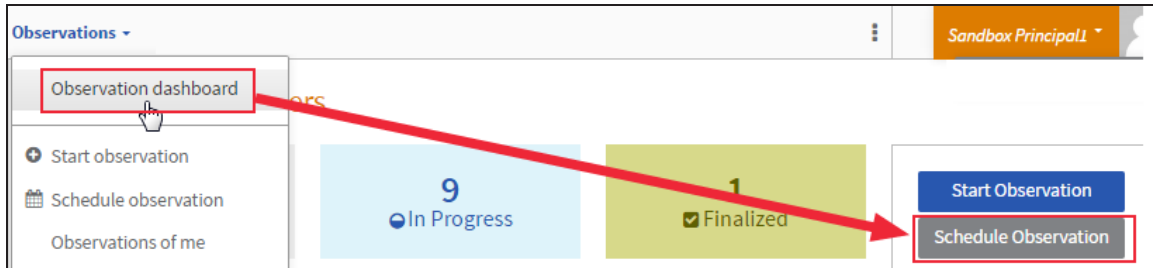 Observations
Sandbox Principal1
Observation dashboard
ers
Start observation
Schedule observation
Observations of me
9
In Progress
1
Finalized
Start Observation
Schedule Observation